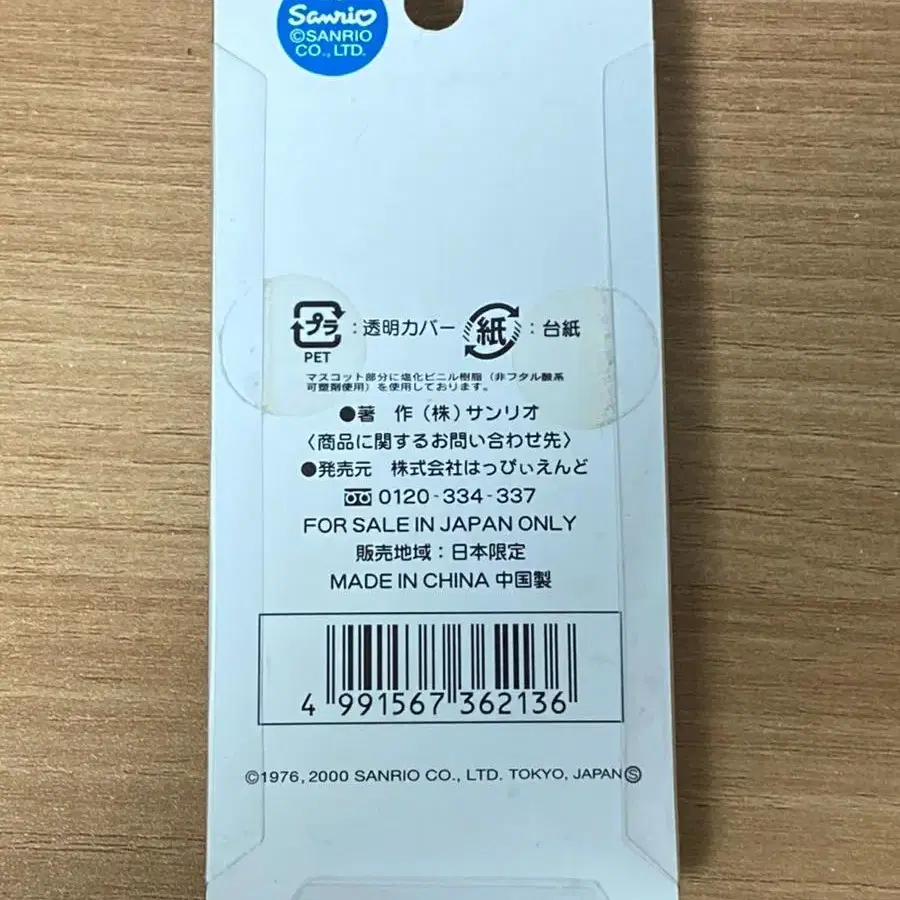 Sanrio
©SANRIO
CO., LTD.
プラ : 透明カバー 紙 : 台紙
PET
マスコット部分に塩化ビニル樹脂（非フタル酸系
可塑剤使用）を使用しております。
●著 作（株）サンリオ
〈商品に関するお問い合わせ先〉
●発売元 株式会社はっぴぃえんど
0120-334-337
FOR SALE IN JAPAN ONLY
販売地域：日本限定
MADE IN CHINA 中国製
4 991567 362136
©1976, 2000 SANRIO CO., LTD. TOKYO, JAPAN Ⓢ